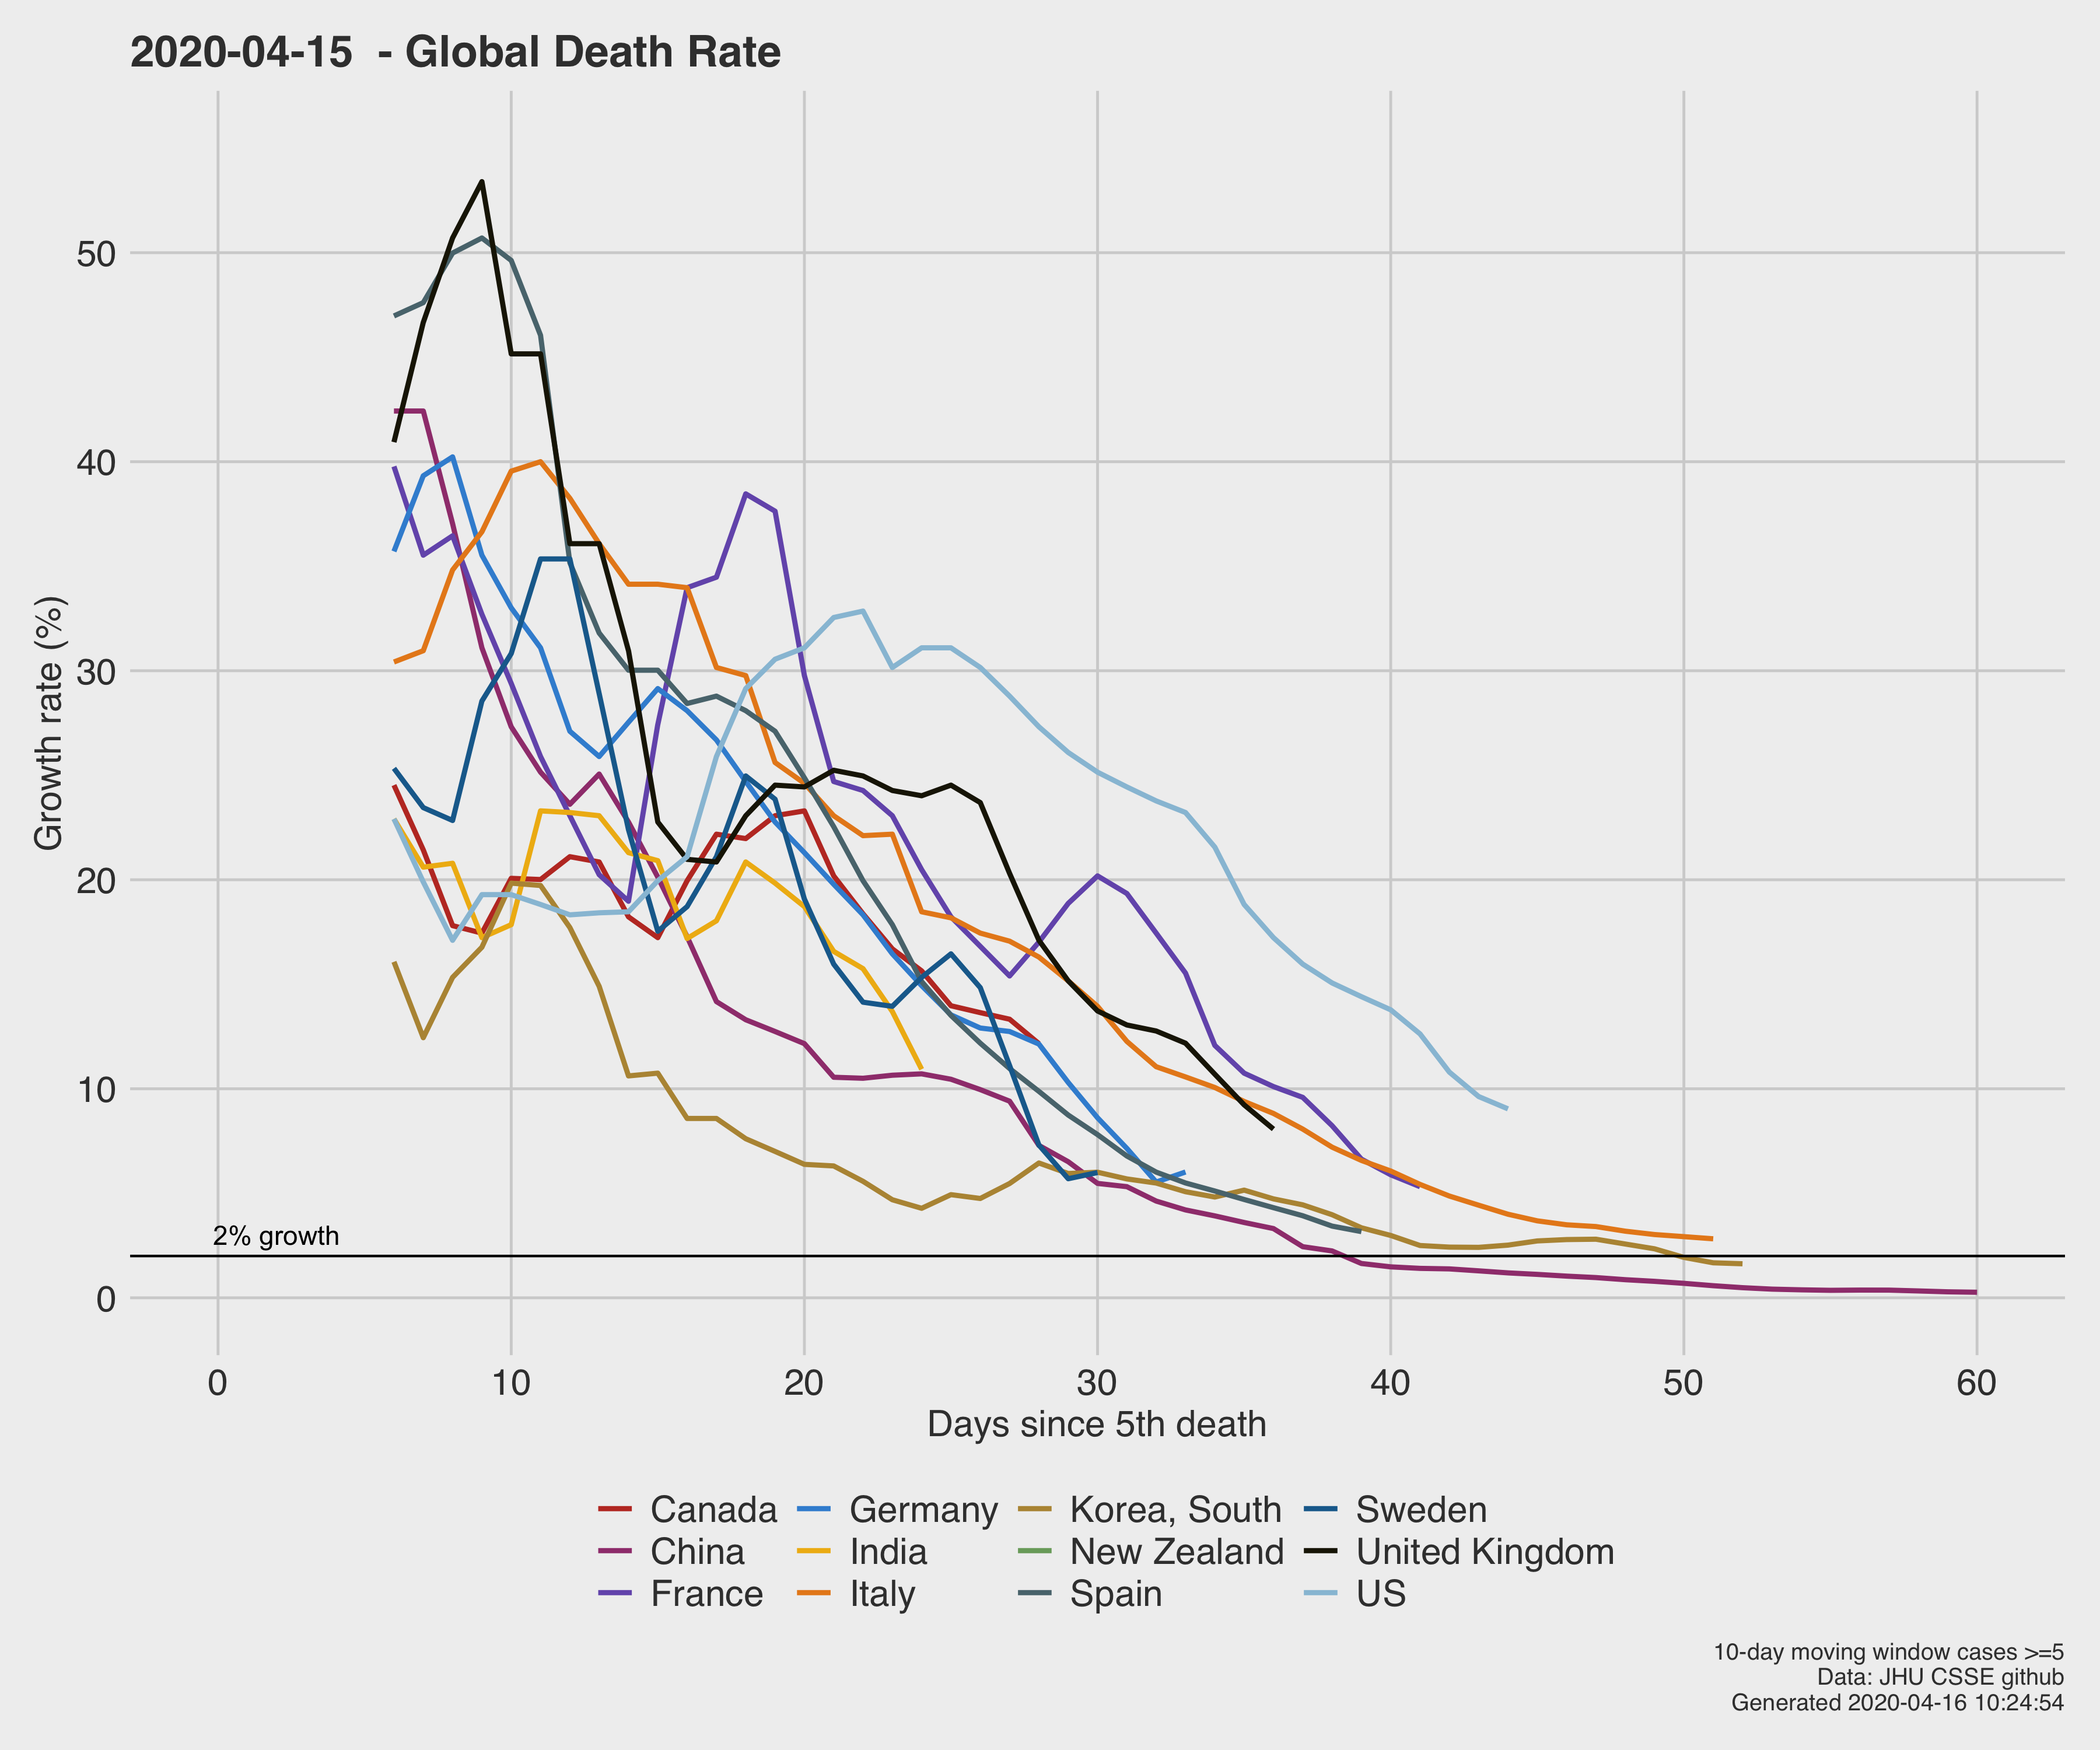 2020-04-15  - Global Death Rate
Growth rate (%)
50
40
30
20
10
0
2% growth
0 10 20 30 40 50 60
Days since 5th death
Canada Germany Korea, South Sweden
China India New Zealand United Kingdom
France Italy Spain US
10-day moving window cases >=5
Data: JHU CSSE github
Generated 2020-04-16 10:24:54